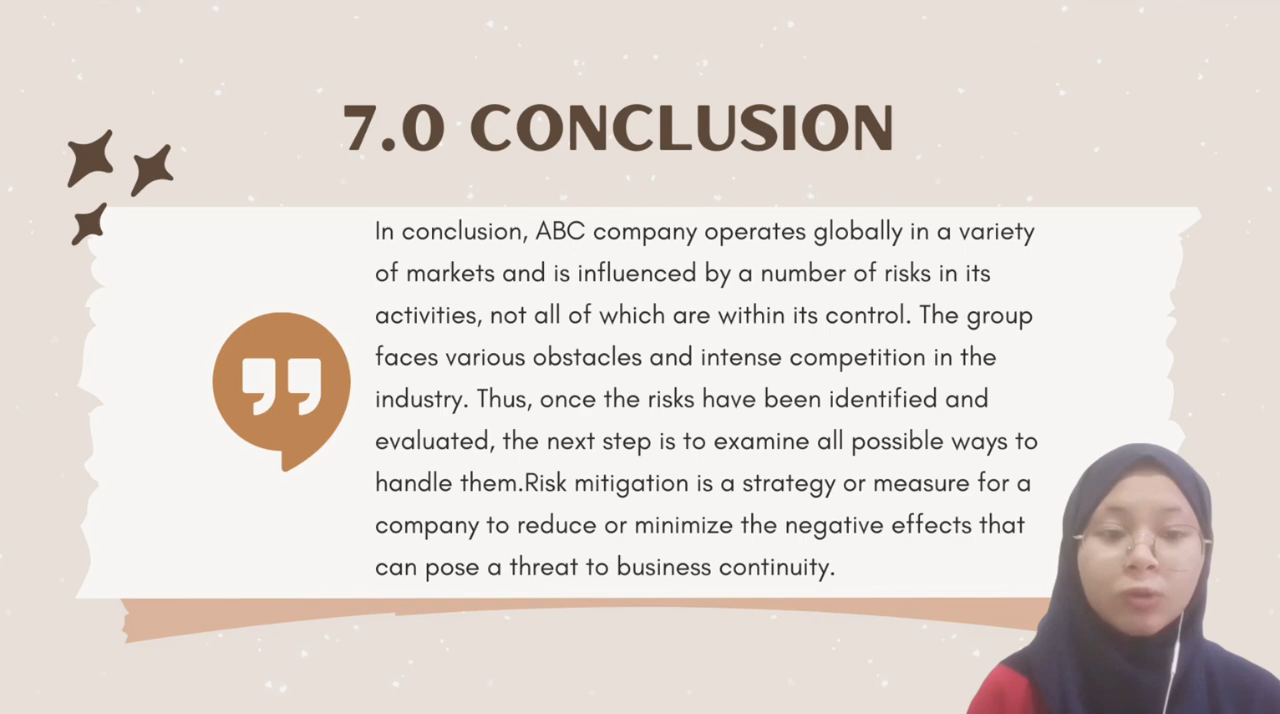 7.0 CONCLUSION
In conclusion, ABC company operates globally in a variety
of markets and is influenced by a number of risks in its
activities, not all of which are within its control. The group
faces various obstacles and intense competition in the
industry. Thus, once the risks have been identified and
evaluated, the next step is to examine all possible ways to
handle them.Risk mitigation is a strategy or measure for a
company to reduce or minimize the negative effects that
can pose a threat to business continuity.